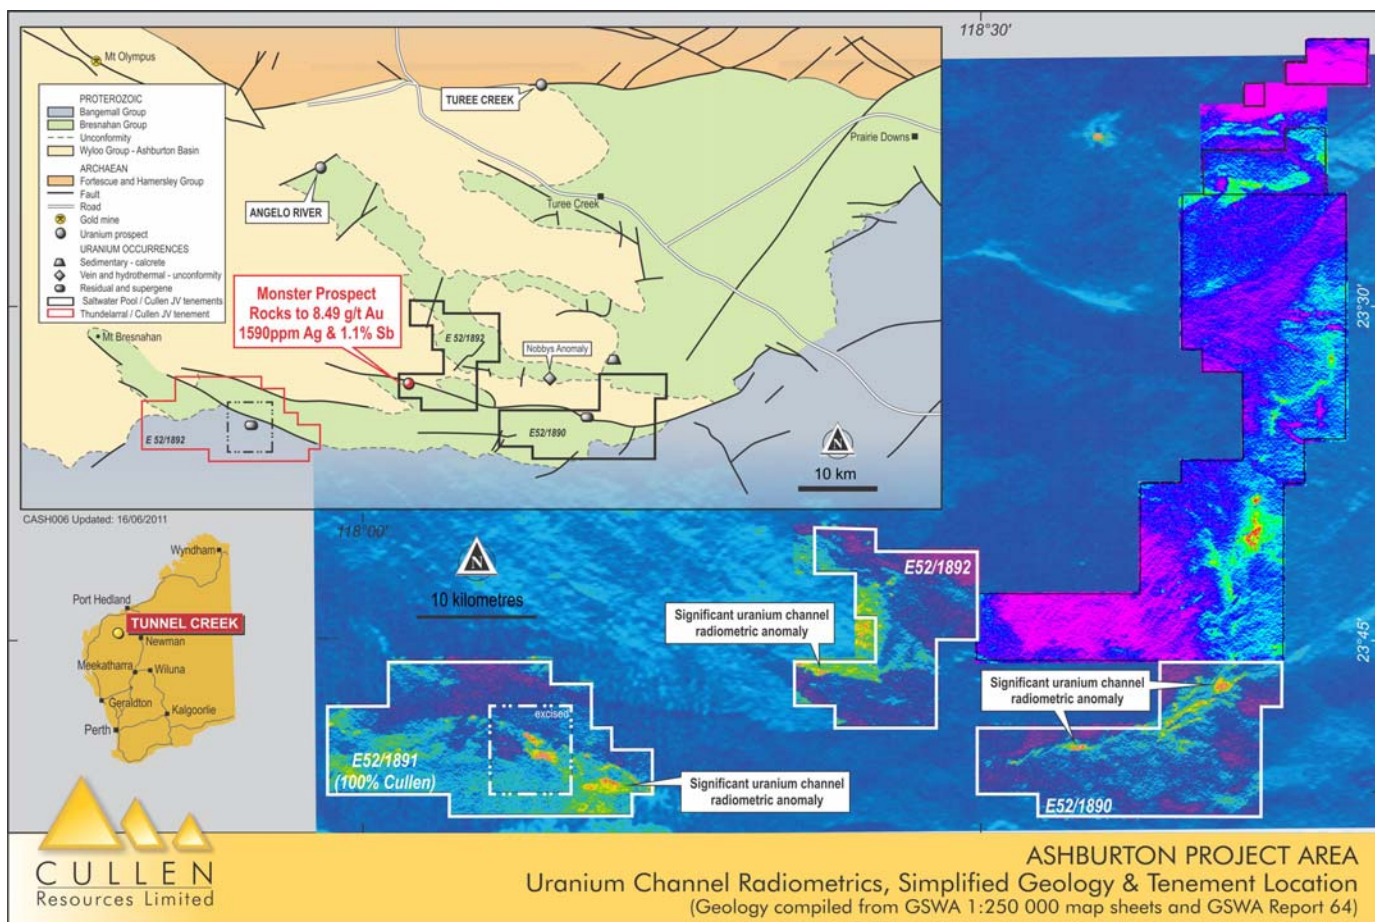 118°30'
Mt Olympus
PROTEROZOIC
Bangemall Group
Bresnahan Group
Unconformity
Wyloo Group - Ashburton Basin
ARCHAEAN
Fortescue and Hamersley Group
Fault
Road
Gold mine
Uranium prospect
URANIUM OCCURRENCES
Sedimentary - calcrete
Vein and hydrothermal - unconformity
Residual and supergene
Saltwater Pool / Cullen JV tenements
Thundelarral / Cullen JV tenement
TUREE CREEK
Prairie Downs
ANGELO RIVER
Turee Creek
Monster Prospect
Rocks to 8.49 g/t Au
1590ppm Ag & 1.1% Sb
E 52/1892
Nobbys Anomaly
Mt Bresnahan
E 52/1892
E52/1890
N
10 km
23°30'
CASH006 Updated: 16/06/2011
118°00'
N
10 kilometres
Wyndham
Port Hedland
TUNNEL CREEK
Newman
Meekatharra
Wiluna
Geraldton
Kalgoorlie
Perth
E52/1892
Significant uranium channel
radiometric anomaly
23°45'
Significant uranium channel
radiometric anomaly
excised
E52/1891
(100% Cullen)
Significant uranium channel
radiometric anomaly
E52/1890
CULLEN
Resources Limited
ASHBURTON PROJECT AREA
Uranium Channel Radiometrics, Simplified Geology & Tenement Location
(Geology compiled from GSWA 1:250 000 map sheets and GSWA Report 64)